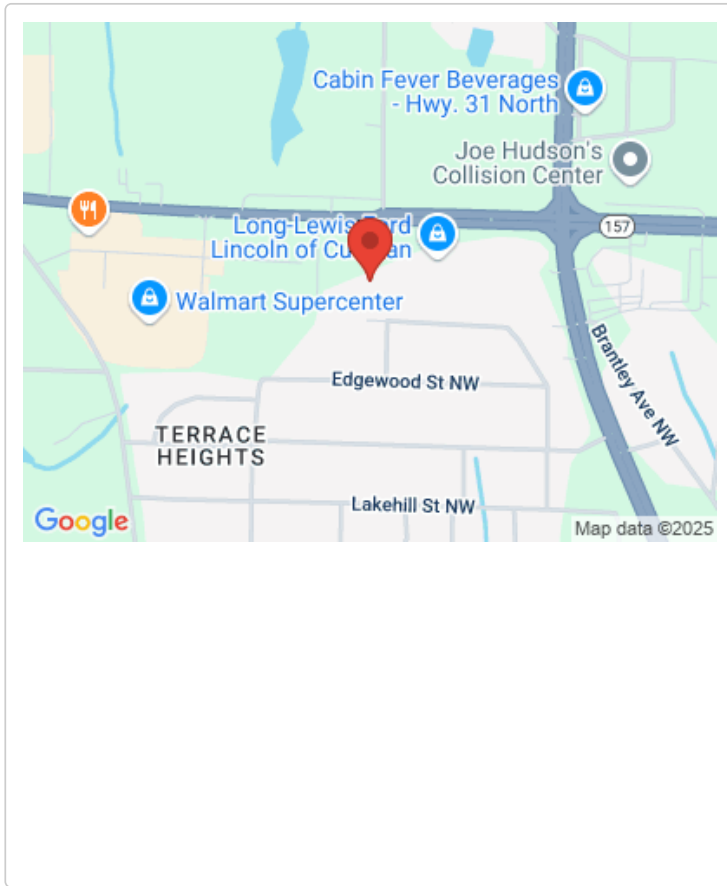 Cabin Fever Beverages
- Hwy. 31 North
Joe Hudson's
Collision Center
157
Long-Lewis
Lincoln of
Walmart Supercenter
Brantley Ave NW
Edgewood St NW
TERRACE
HEIGHTS
Lakehill St NW
Google
Map data ©2025